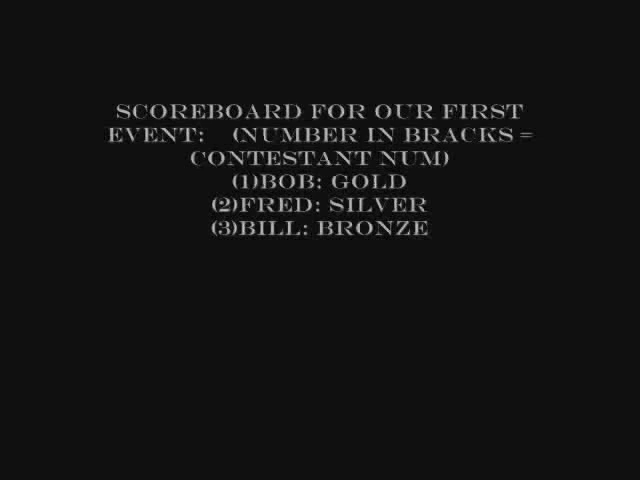 SCOREBOARD FOR OUR FIRST
EVENT: (NUMBER IN BRACKS =
CONTESTANT NUM)
(1)BOB: GOLD
(2)FRED: SILVER
(3)BILL: BRONZE